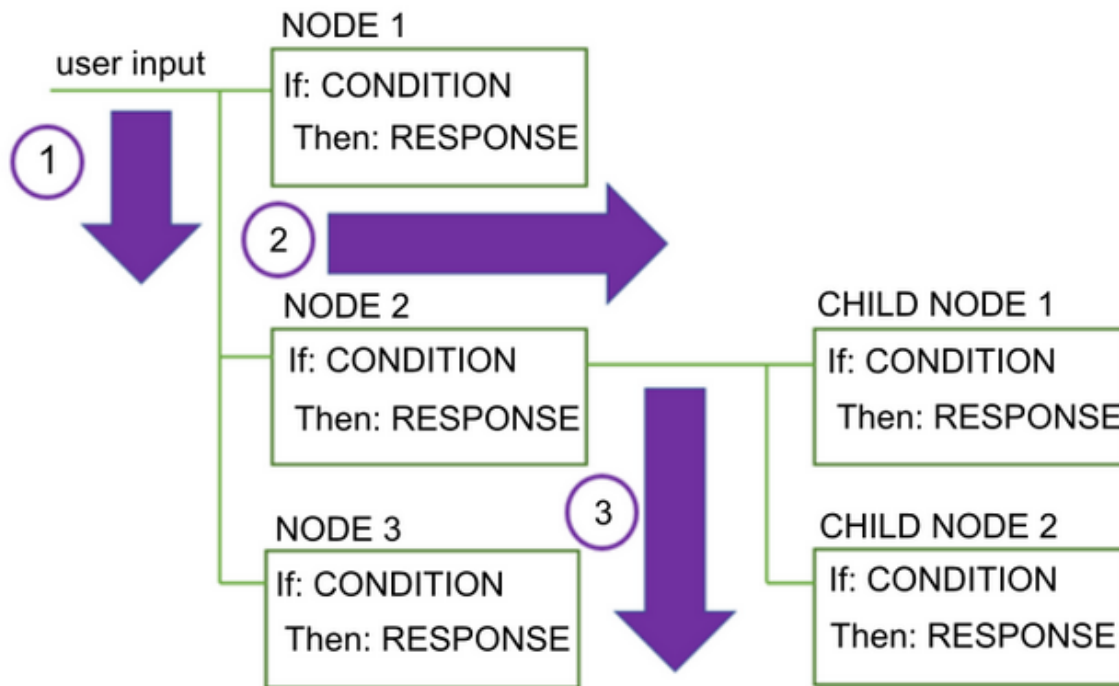 NODE 1
user input
If: CONDITION
Then: RESPONSE
1
2
NODE 2
If: CONDITION
Then: RESPONSE
CHILD NODE 1
If: CONDITION
Then: RESPONSE
3
NODE 3
If: CONDITION
Then: RESPONSE
CHILD NODE 2
If: CONDITION
Then: RESPONSE